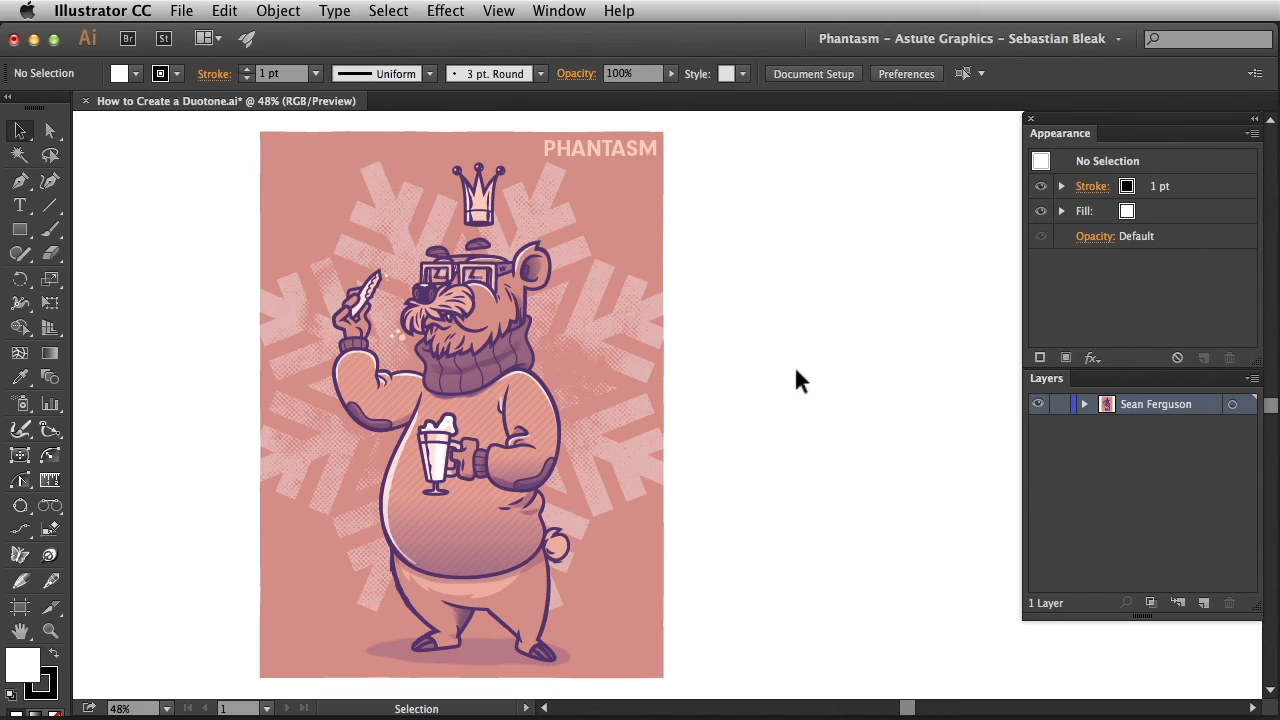 Illustrator CC File Edit Object Type Select Effect View Window Help
Ai Br St Phantasm – Astute Graphics – Sebastian Bleak
No Selection Stroke: 1 pt Uniform 3 pt. Round Opacity: 100% Style: Document Setup Preferences
How to Create a Duotone.ai* @ 48% (RGB/Preview)
PHANTASM
Appearance
No Selection
Stroke: 1 pt
Fill:
Opacity: Default
fx
Layers
Sean Ferguson
1 Layer
48% 1 Selection